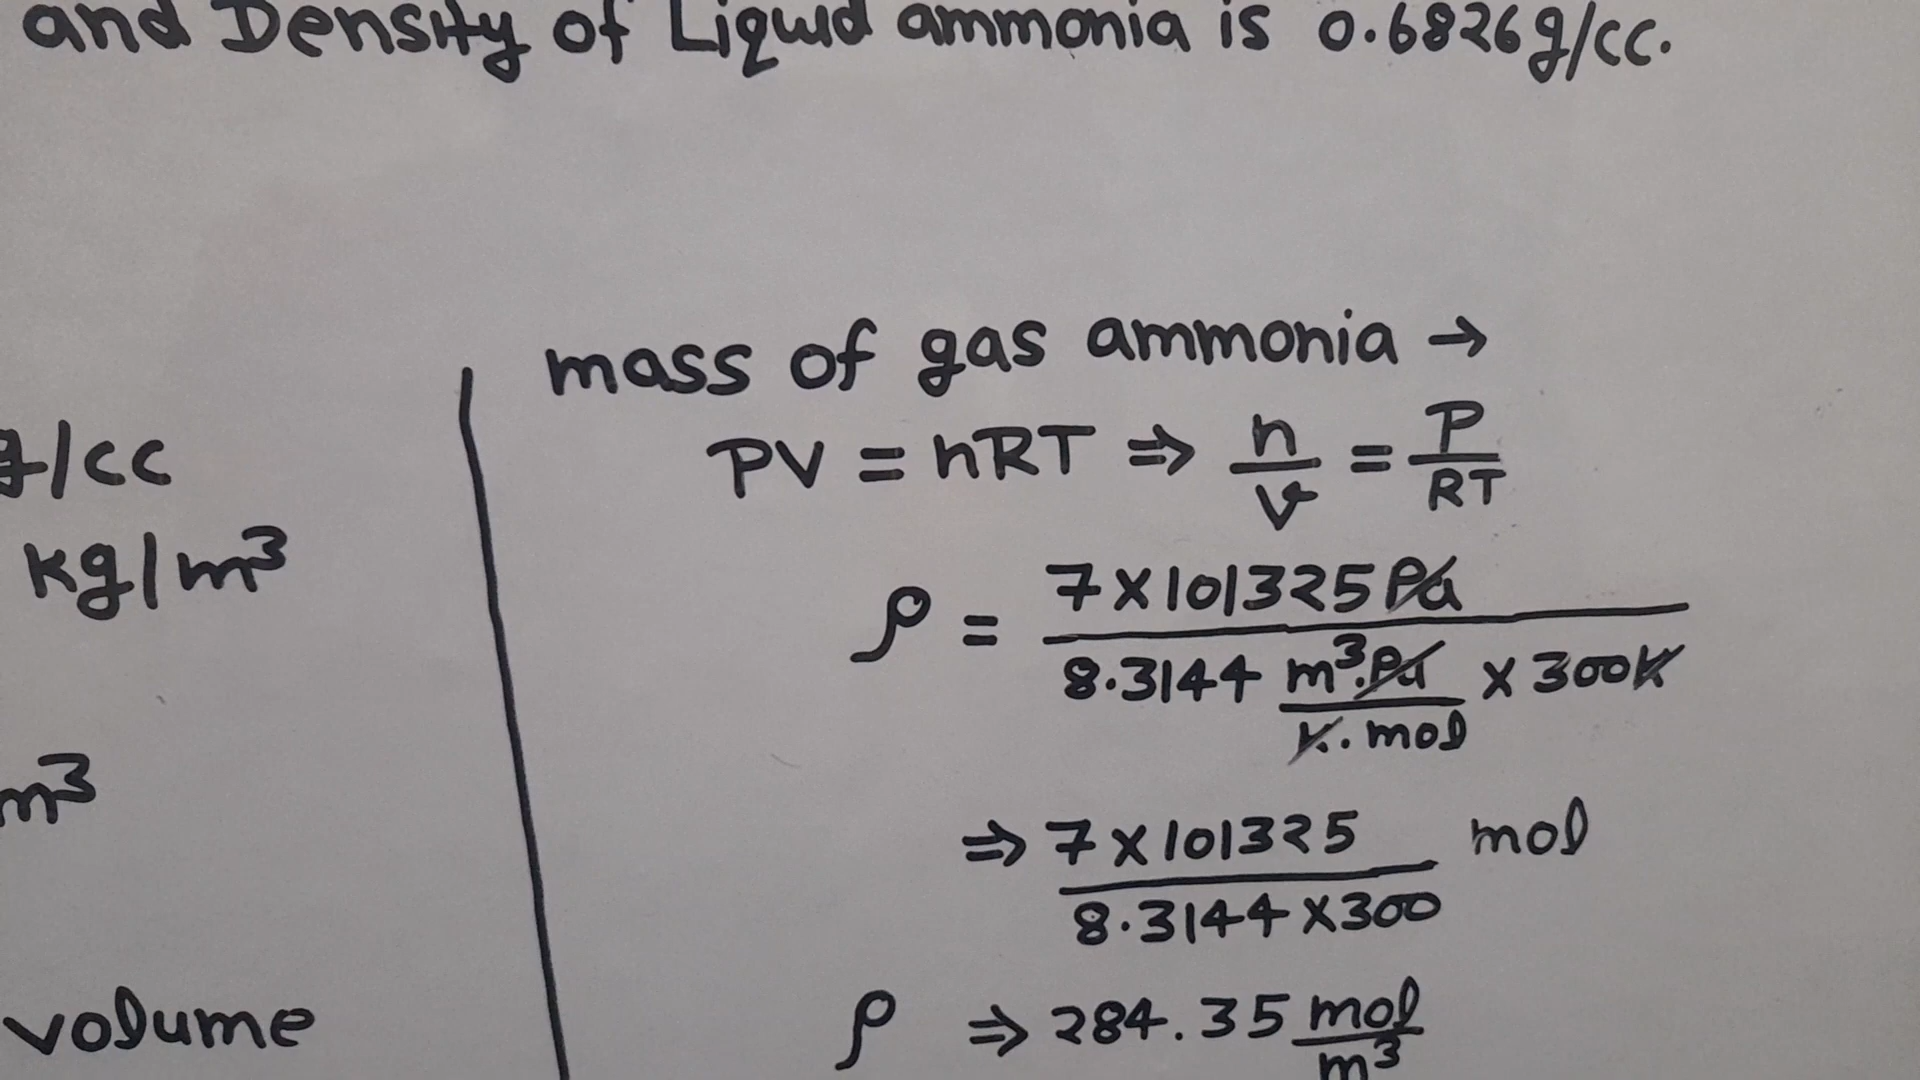 and Density of Liquid ammonia is 0.6826g/cc.
g/cc
kg/m³
m³
volume
mass of gas ammonia →
PV = nRT ⇒ n/V = P/RT
ρ = 7×101325 Pa / 8.3144 m³.Pa/K.mol × 300K
⇒ 7×101325 / 8.3144×300 mol
ρ ⇒ 284.35 mol/m³